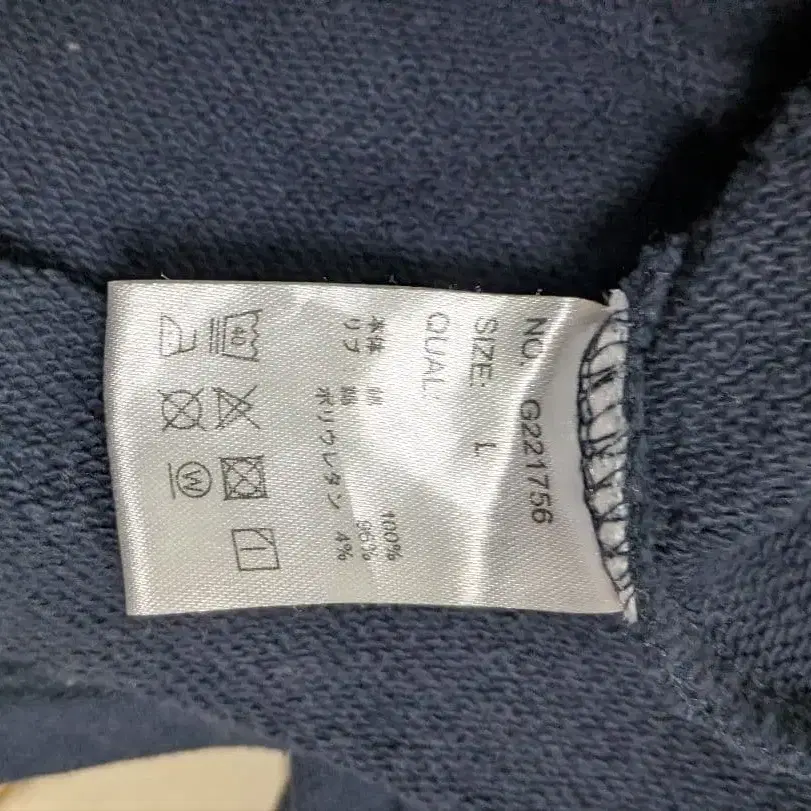 NO. G221756
SIZE: L
QUAL:
本体 綿 100%
リブ 綿 96%
ポリウレタン 4%
40
W